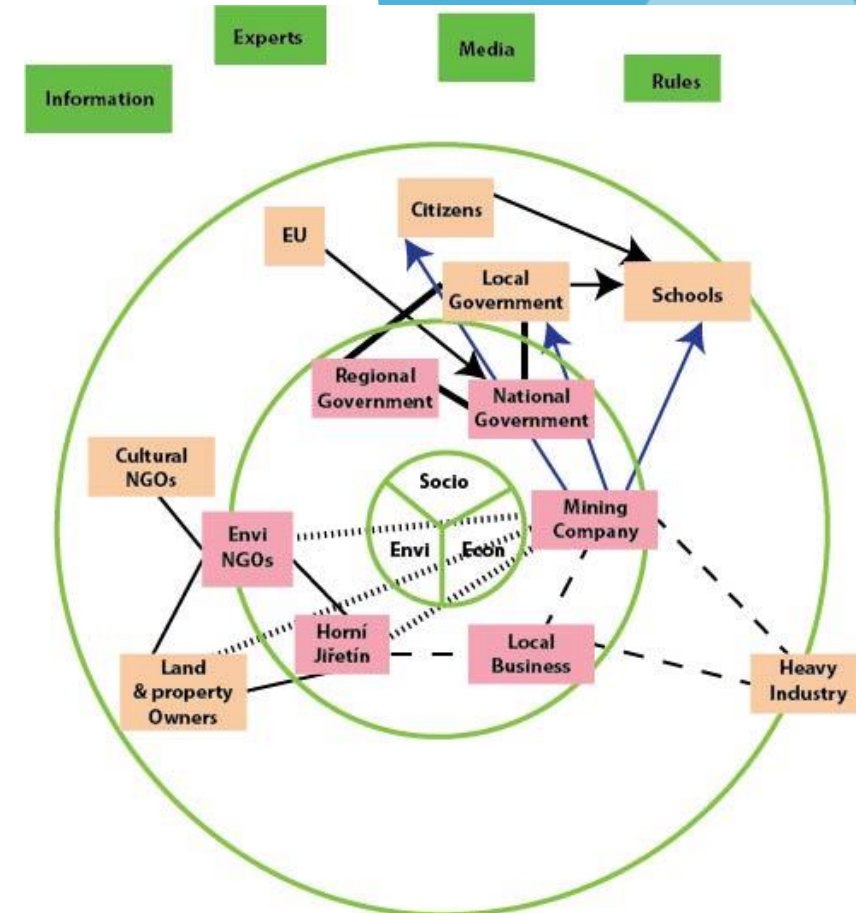 Experts
Media
Information
Rules
Citizens
EU
Local
Government
Schools
Regional
Government
National
Government
Cultural
NGOs
Socio
Envi
Econ
Mining
Company
Envi
NGOs
Horní
Jiřetín
Local
Business
Land
& property
Owners
Heavy
Industry